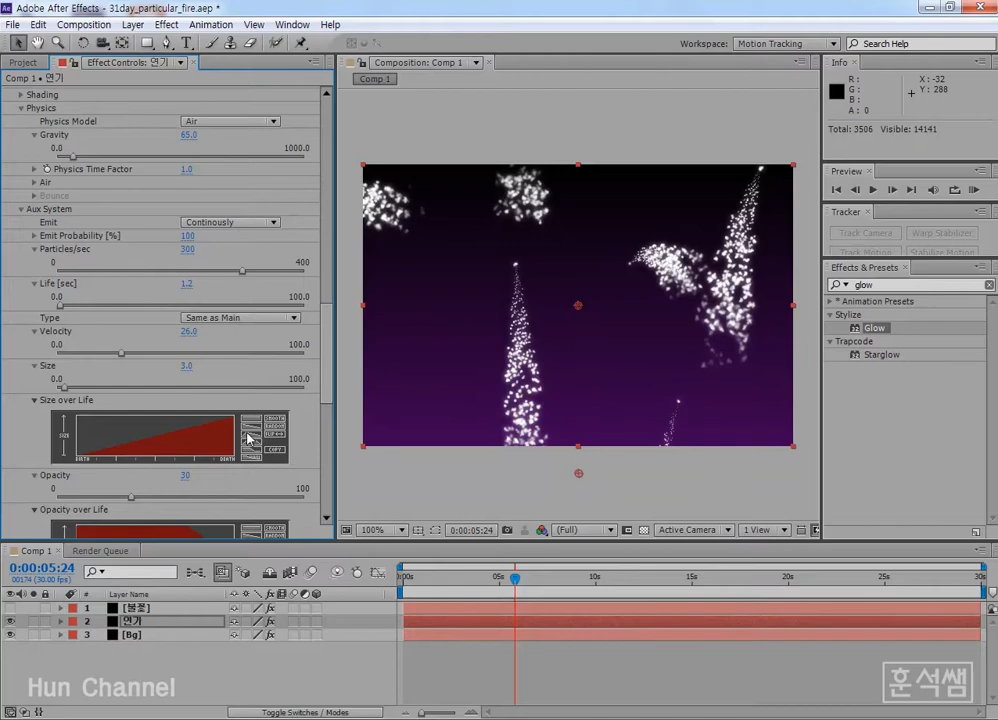 Adobe After Effects - 31day_particular_fire.aep *
File Edit Composition Layer Effect Animation View Window Help
Workspace: Motion Tracking Search Help
Project Effect Controls: 연기
Comp 1 • 연기
Shading
Physics
Physics Model Air
Gravity 65.0
0.0 1000.0
Physics Time Factor 1.0
Air
Bounce
Aux System
Emit Continously
Emit Probability [%] 100
Particles/sec 300
0 400
Life [sec] 1.2
0.0 100.0
Type Same as Main
Velocity 26.0
0.0 100.0
Size 3.0
0.0 100.0
Size over Life
SIZE
BIRTH DEATH
SMOOTH
RANDOM
COPY
Opacity 30
0 100
Opacity over Life
SMOOTH
RANDOM
Composition: Comp 1
Comp 1
100% 0:00:05:24 (Full) Active Camera 1 View
Info
R:
G:
B:
A: 0
X: -32
Y: 288
Total: 3506 Visible: 14141
Preview
Tracker
Track Camera Warp Stabilizer
Track Motion
Effects & Presets
glow
* Animation Presets
Stylize
Glow
Trapcode
Starglow
Comp 1 Render Queue
0:00:05:24
00174 (30.00 fps)
:00s 05s 10s 15s 20s 25s 30s
# Layer Name
1 [불꽃]
2 연기
3 [Bg]
Toggle Switches / Modes
Hun Channel
훈석쌤